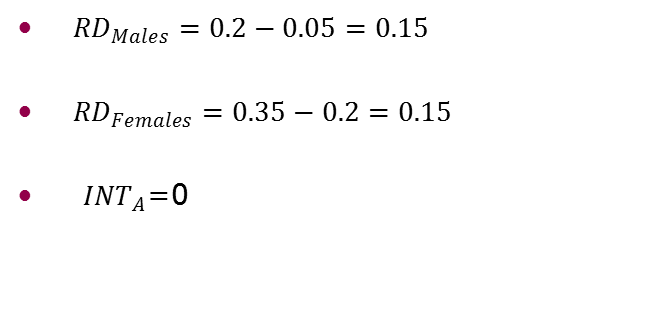 • RD_Males = 0.2 − 0.05 = 0.15
• RD_Females = 0.35 − 0.2 = 0.15
• INT_A=0